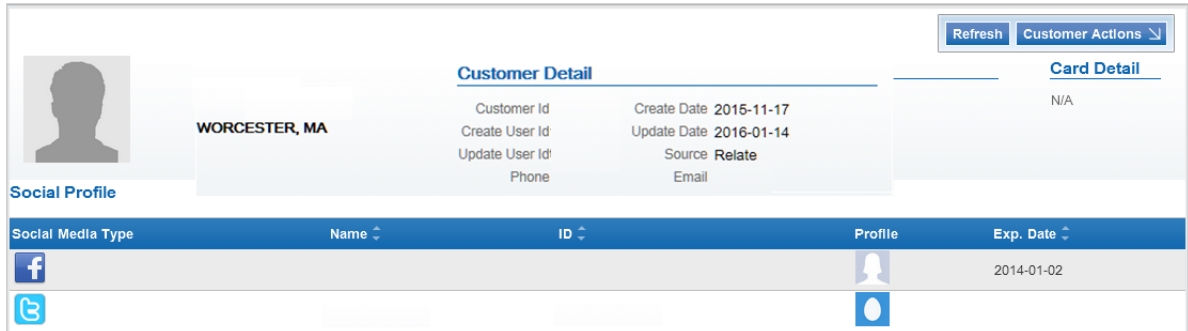 Refresh Customer Actions
Customer Detail
Card Detail
Customer Id Create Date 2015-11-17
N/A
WORCESTER, MA
Create User Id Update Date 2016-01-14
Update User Id Source Relate
Phone Email
Social Profile
Social Media Type Name ID Profile Exp. Date
2014-01-02